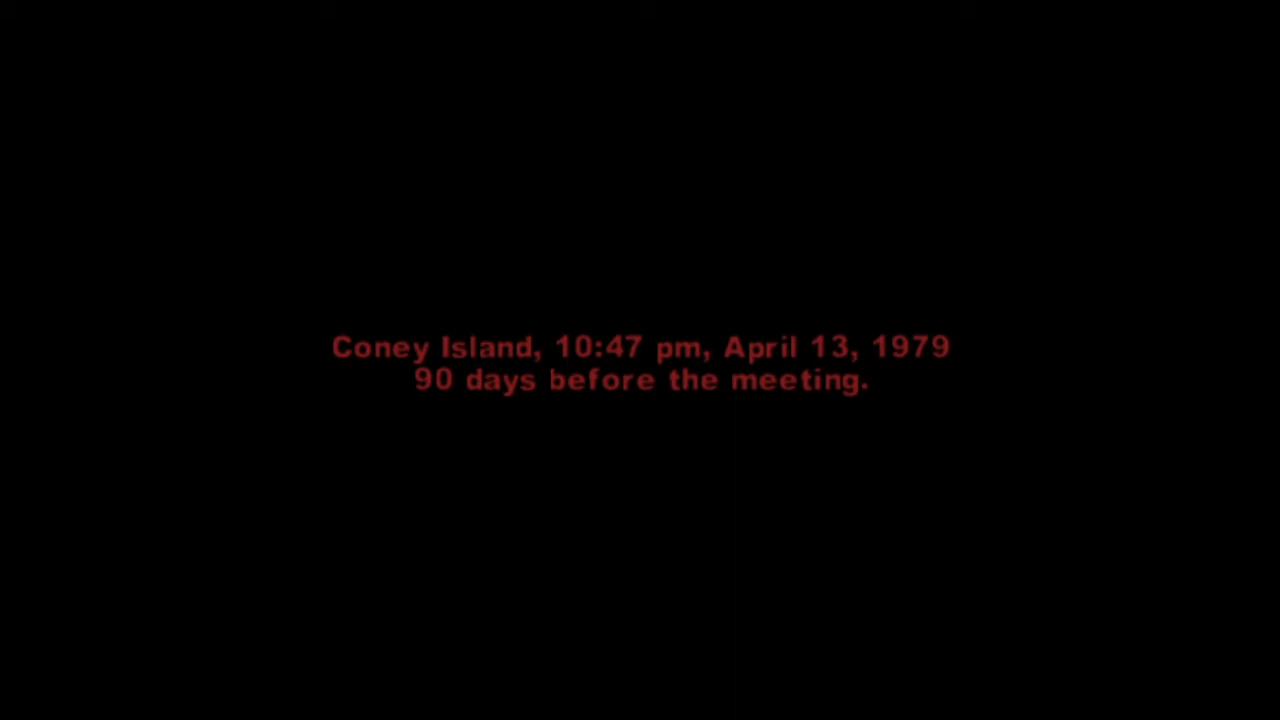 Coney Island, 10:47 pm, April 13, 1979
90 days before the meeting.